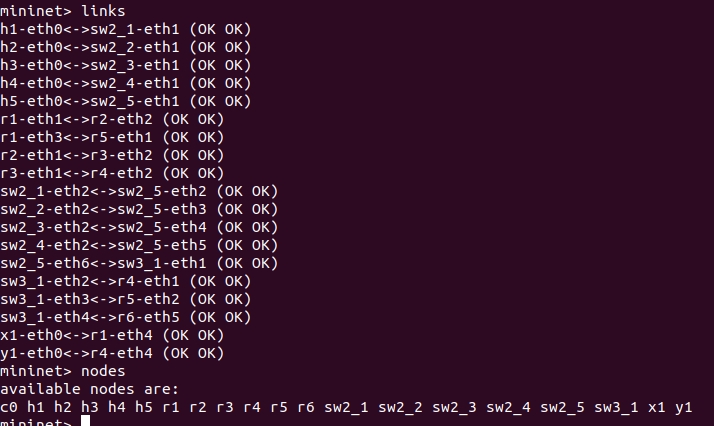 mininet> links
h1-eth0<->sw2_1-eth1 (OK OK)
h2-eth0<->sw2_2-eth1 (OK OK)
h3-eth0<->sw2_3-eth1 (OK OK)
h4-eth0<->sw2_4-eth1 (OK OK)
h5-eth0<->sw2_5-eth1 (OK OK)
r1-eth1<->r2-eth2 (OK OK)
r1-eth3<->r5-eth1 (OK OK)
r2-eth1<->r3-eth2 (OK OK)
r3-eth1<->r4-eth2 (OK OK)
sw2_1-eth2<->sw2_5-eth2 (OK OK)
sw2_2-eth2<->sw2_5-eth3 (OK OK)
sw2_3-eth2<->sw2_5-eth4 (OK OK)
sw2_4-eth2<->sw2_5-eth5 (OK OK)
sw2_5-eth6<->sw3_1-eth1 (OK OK)
sw3_1-eth2<->r4-eth1 (OK OK)
sw3_1-eth3<->r5-eth2 (OK OK)
sw3_1-eth4<->r6-eth5 (OK OK)
x1-eth0<->r1-eth4 (OK OK)
y1-eth0<->r4-eth4 (OK OK)
mininet> nodes
available nodes are:
c0 h1 h2 h3 h4 h5 r1 r2 r3 r4 r5 r6 sw2_1 sw2_2 sw2_3 sw2_4 sw2_5 sw3_1 x1 y1
mininet>